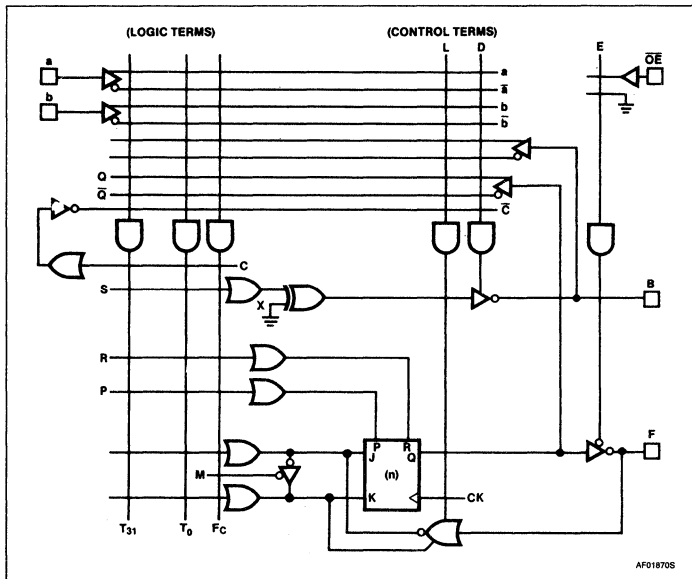 (LOGIC TERMS) (CONTROL TERMS)
L D E
a
OE̅
a
a̅
b
b
b̅
Q
Q̅
C̅
C
S
X
B
R
P
P R
J Q
F
M
(n)
K
CK
T31 T0 FC
AF01870S